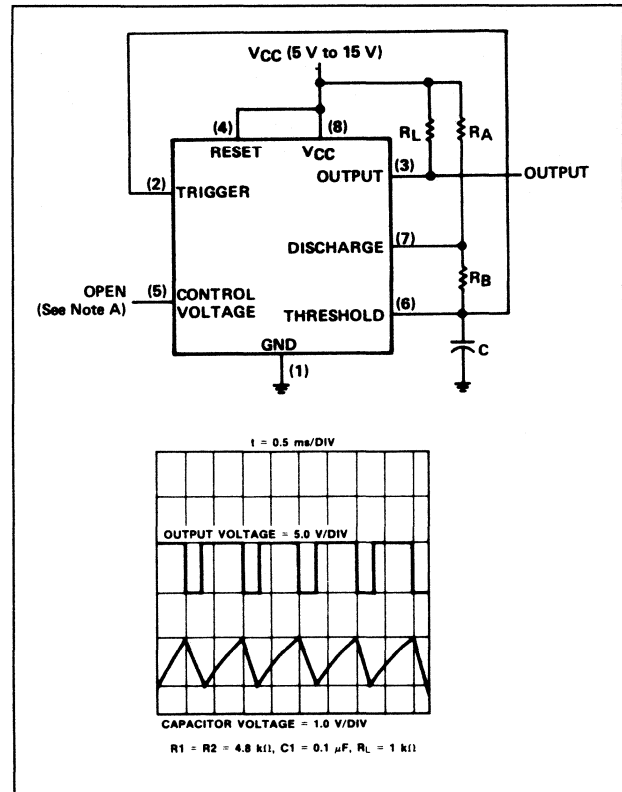 VCC (5 V to 15 V)
(4)
(8)
RL
RA
RESET
VCC
(3)
OUTPUT
OUTPUT
(2)
TRIGGER
(7)
DISCHARGE
RB
OPEN
(See Note A)
(5)
CONTROL
VOLTAGE
(6)
THRESHOLD
C
GND
(1)
t = 0.5 ms/DIV
OUTPUT VOLTAGE = 5.0 V/DIV
CAPACITOR VOLTAGE = 1.0 V/DIV
R1 = R2 = 4.8 kΩ, C1 = 0.1 μF, RL = 1 kΩ